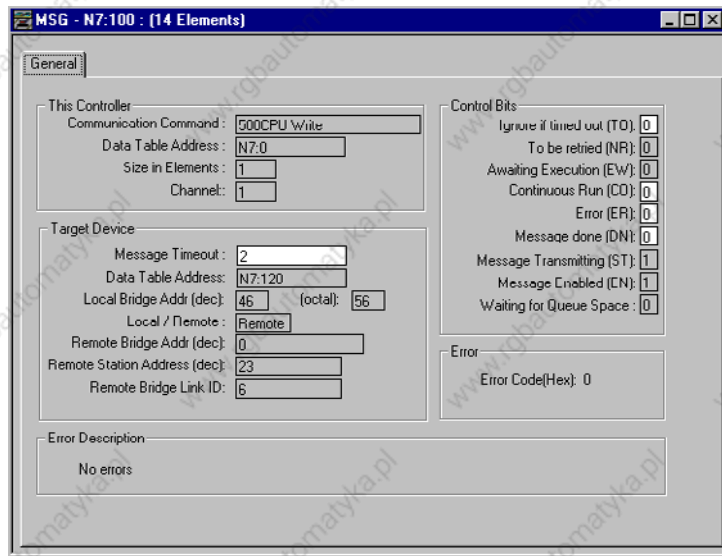 MSG - N7:100 : (14 Elements)
General
This Controller
Communication Command : 500CPU Write
Data Table Address : N7:0
Size in Elements : 1
Channel:: 1
Target Device
Message Timeout : 2
Data Table Address: N7:120
Local Bridge Addr (dec): 46 (octal): 56
Local / Remote : Remote
Remote Bridge Addr (dec): 0
Remote Station Address (dec): 23
Remote Bridge Link ID: 6
Control Bits
Ignore if timed out (TO): 0
To be retried (NR): 0
Awaiting Execution (EW): 0
Continuous Run (CO): 0
Error (ER): 0
Message done (DN): 0
Message Transmitting (ST): 1
Message Enabled (EN): 1
Waiting for Queue Space : 0
Error
Error Code(Hex): 0
Error Description
No errors
www.rgbautomatyka.pl